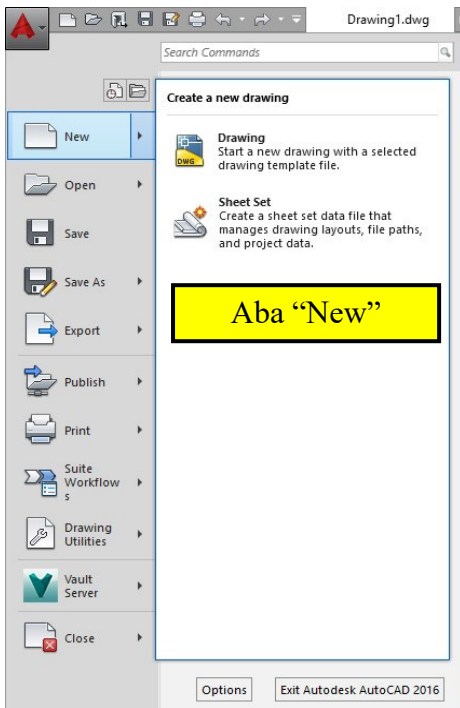 Drawing1.dwg
Search Commands
Create a new drawing
New
Drawing
Start a new drawing with a selected
drawing template file.
DWG
Open
Sheet Set
Create a sheet set data file that
manages drawing layouts, file paths,
and project data.
Save
Save As
Aba “New”
Export
Publish
Print
Suite
Workflow
s
Drawing
Utilities
Vault
Server
Close
Options
Exit Autodesk AutoCAD 2016